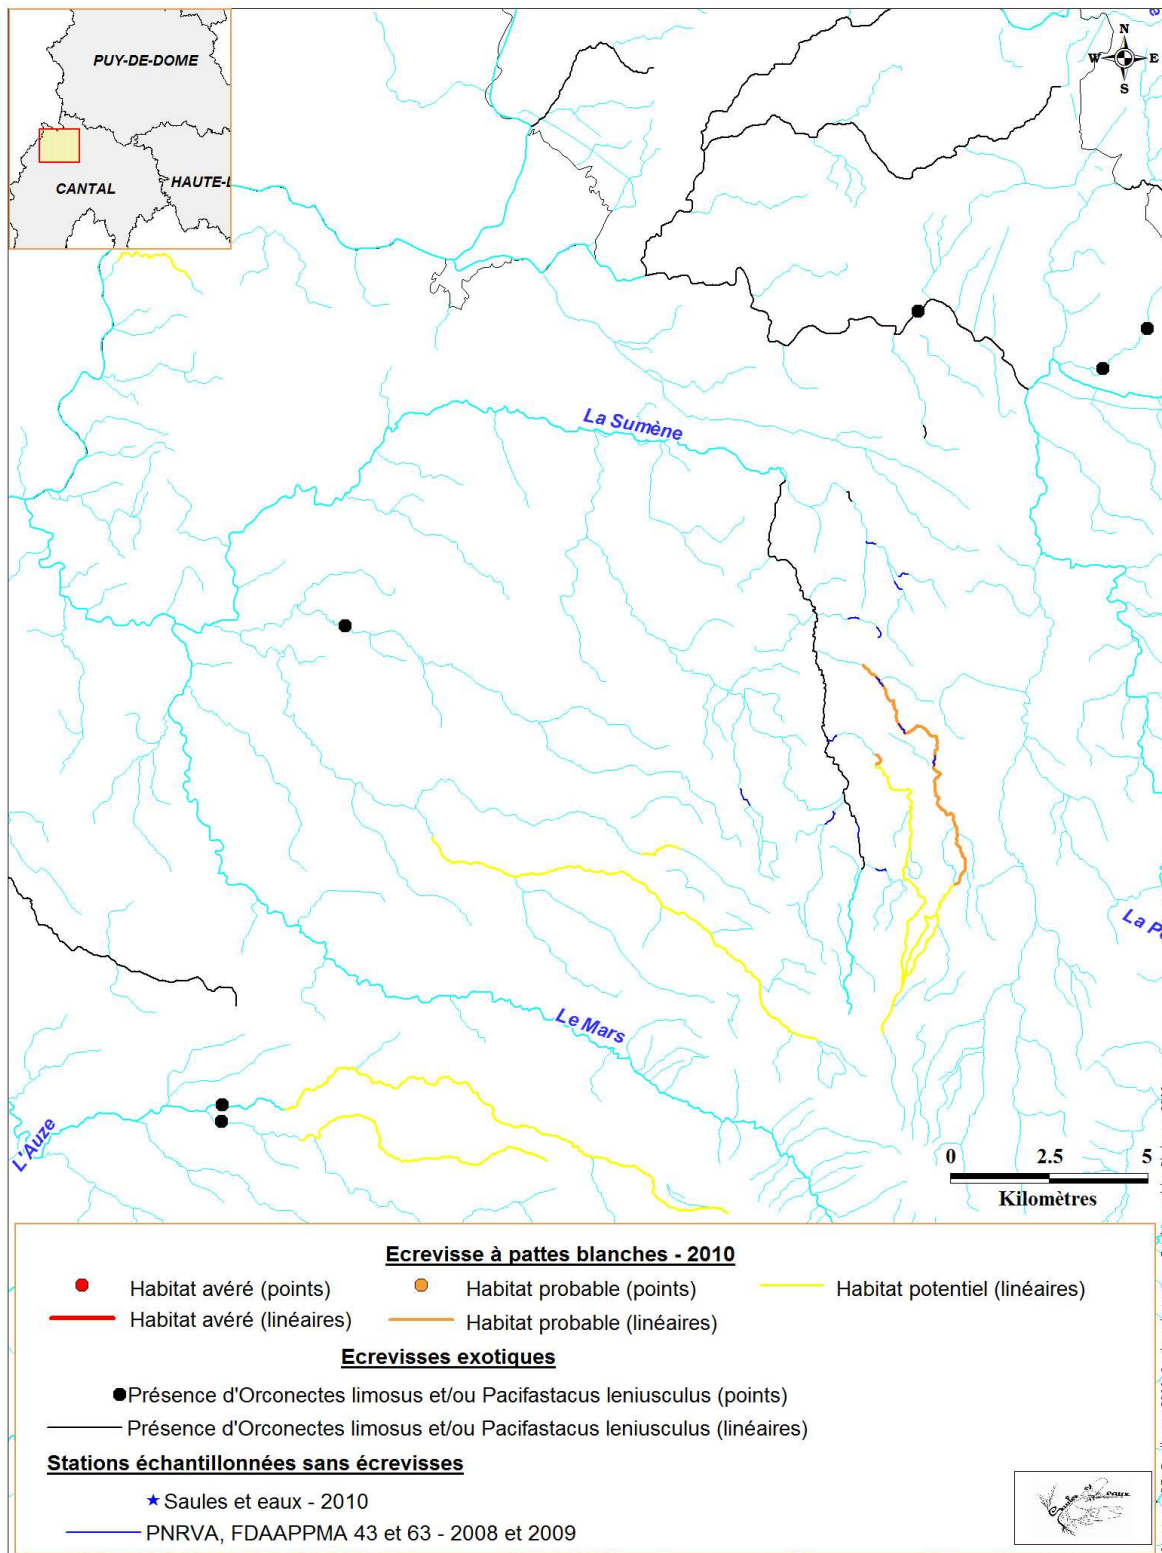 PUY-DE-DOME
CANTAL
HAUTE-L
N
W E
S
La Sumène
La P
Le Mars
L'Auze
0 2.5 5
Kilomètres
Ecrevisse à pattes blanches - 2010
Habitat avéré (points)
Habitat probable (points)
Habitat potentiel (linéaires)
Habitat avéré (linéaires)
Habitat probable (linéaires)
Ecrevisses exotiques
Présence d'Orconectes limosus et/ou Pacifastacus leniusculus (points)
Présence d'Orconectes limosus et/ou Pacifastacus leniusculus (linéaires)
Stations échantillonnées sans écrevisses
Saules et eaux - 2010
PNRVA, FDAAPPMA 43 et 63 - 2008 et 2009
Saules et eaux